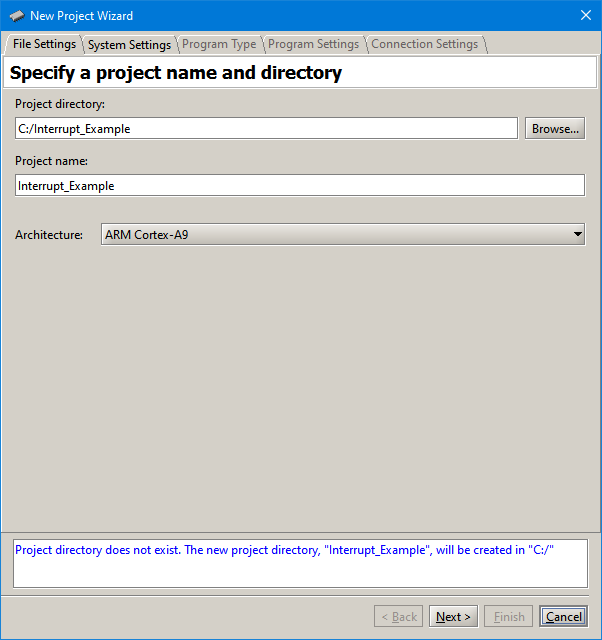 New Project Wizard
File Settings System Settings Program Type Program Settings Connection Settings
Specify a project name and directory
Project directory:
C:/Interrupt_Example Browse...
Project name:
Interrupt_Example
Architecture: ARM Cortex-A9
Project directory does not exist. The new project directory, "Interrupt_Example", will be created in "C:/"
< Back Next > Finish Cancel